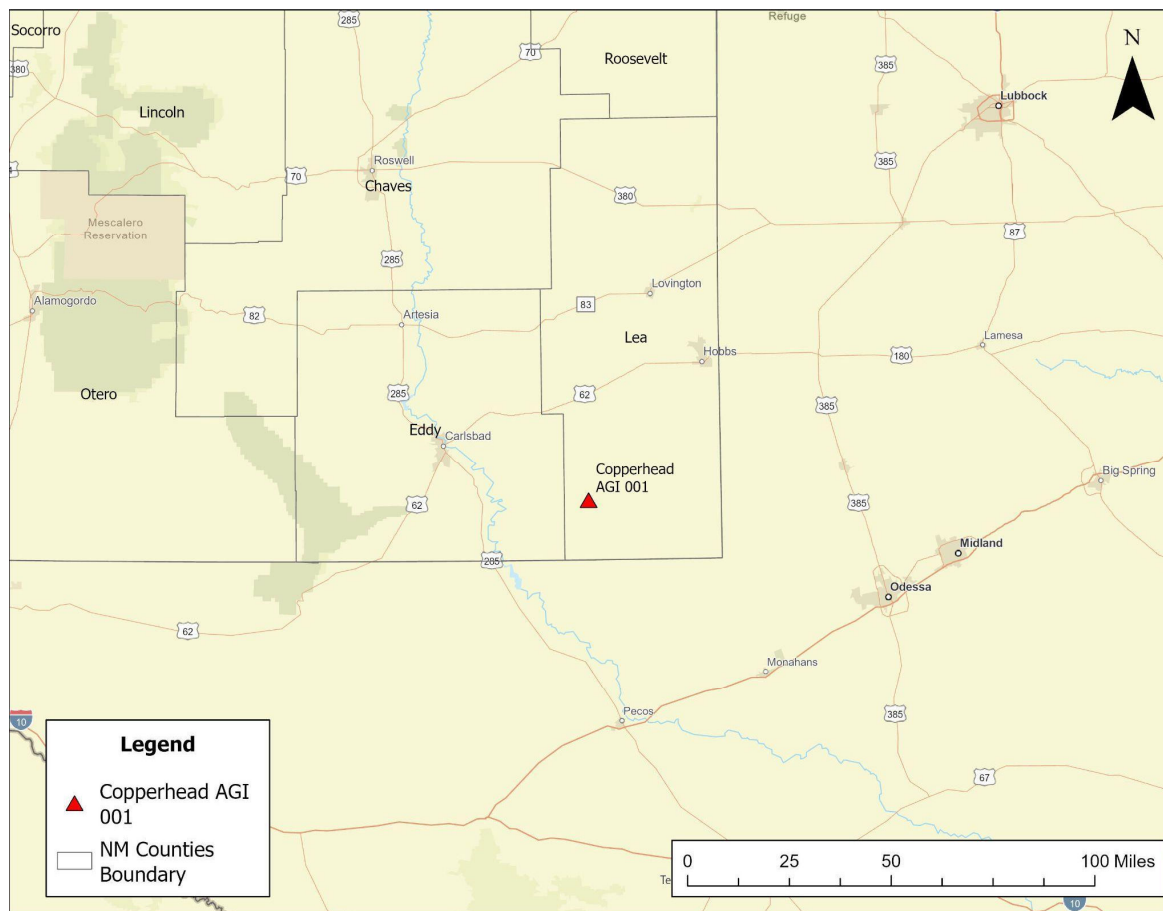 Socorro
285
Refuge
N
70
Roosevelt
380
385
Lincoln
Lubbock
Roswell
385
70
Chaves
380
Mescalero
Reservation
87
285
Alamogordo
Lovington
82
Artesia
83
Lea
Lamesa
Hobbs
180
Otero
285
62
385
Eddy
Carlsbad
Copperhead
AGI 001
Big Spring
62
385
Midland
285
Odessa
62
Monahans
Pecos
385
10
Legend
Copperhead AGI
001
NM Counties
Boundary
67
0 25 50 100 Miles
Te
10